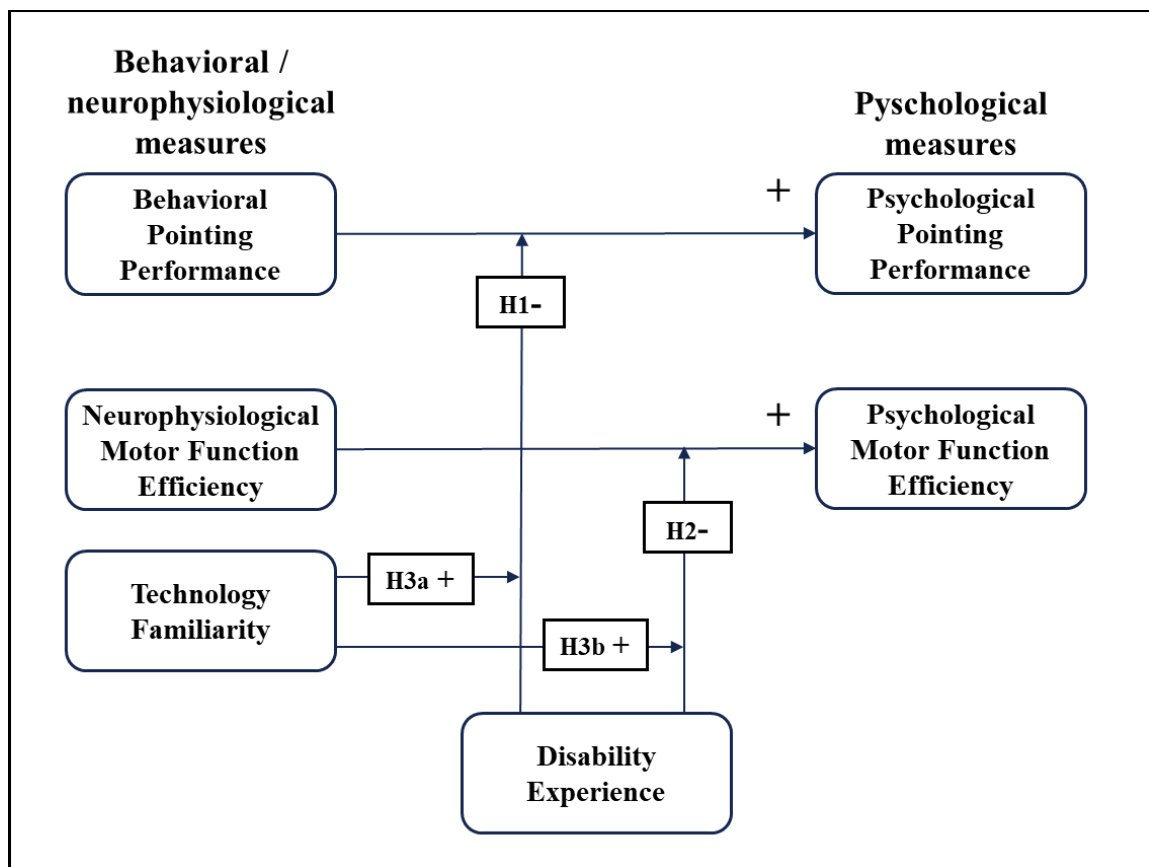 Behavioral /
neurophysiological
measures
Pyschological
measures
Behavioral
Pointing
Performance
+
Psychological
Pointing
Performance
H1-
Neurophysiological
Motor Function
Efficiency
+
Psychological
Motor Function
Efficiency
H2-
Technology
Familiarity
H3a +
H3b +
Disability
Experience